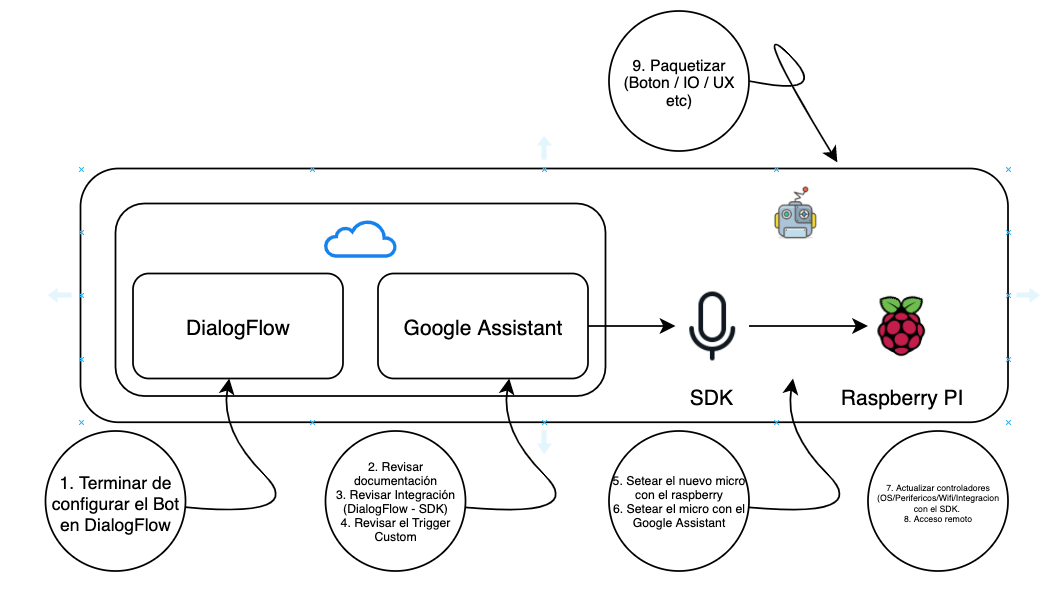 9. Paquetizar
(Boton / IO / UX
etc)
DialogFlow
Google Assistant
SDK
Raspberry PI
1. Terminar de
configurar el Bot
en DialogFlow
2. Revisar
documentación
3. Revisar Integración
(DialogFlow - SDK)
4. Revisar el Trigger
Custom
5. Setear el nuevo micro
con el raspberry
6. Setear el micro con el
Google Assistant
7. Actualizar controladores
(OS/Perifericos/Wifi/Integracion
con el SDK.
8. Acceso remoto